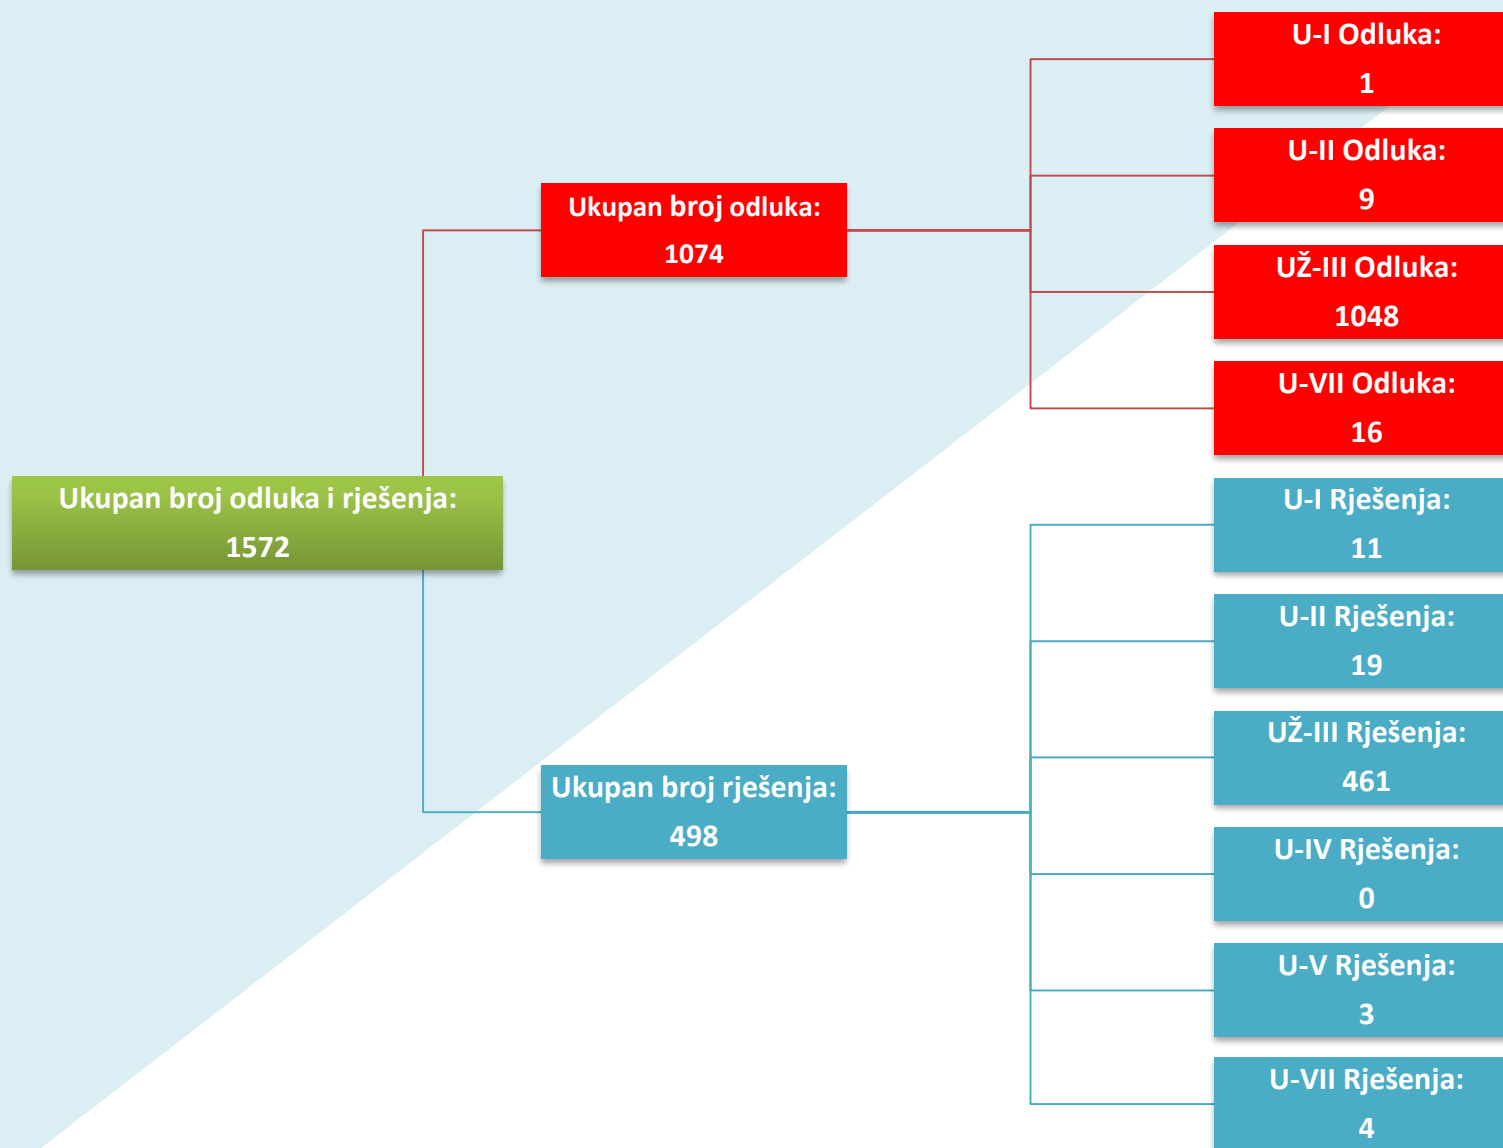 Ukupan broj odluka i rješenja:
1572
Ukupan broj odluka:
1074
U-I Odluka:
1
U-II Odluka:
9
UŽ-III Odluka:
1048
U-VII Odluka:
16
Ukupan broj rješenja:
498
U-I Rješenja:
11
U-II Rješenja:
19
UŽ-III Rješenja:
461
U-IV Rješenja:
0
U-V Rješenja:
3
U-VII Rješenja:
4